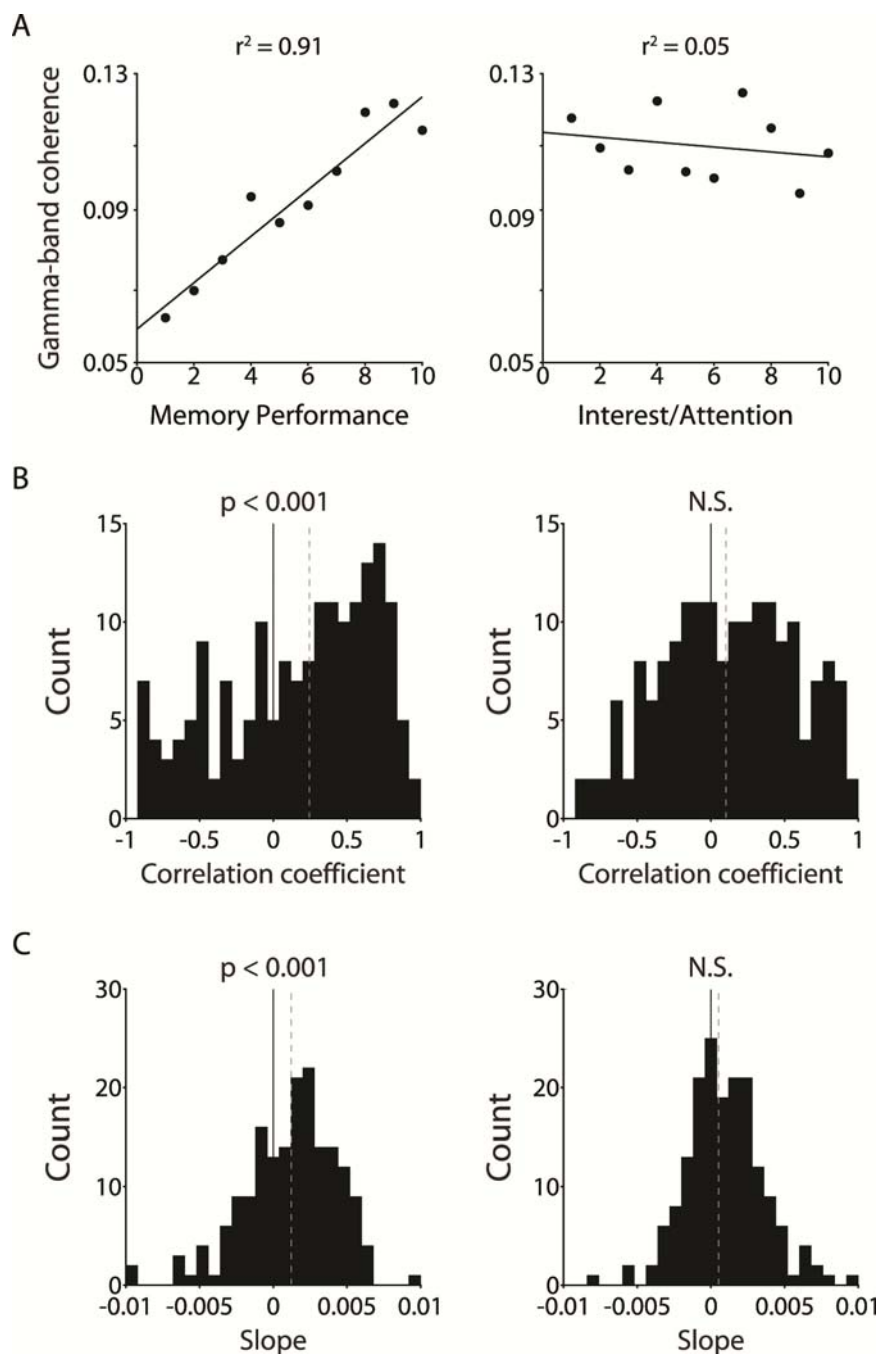 A
r² = 0.91
r² = 0.05
Gamma-band coherence
0.13
0.09
0.05
0 2 4 6 8 10
Memory Performance
0.13
0.09
0.05
0 2 4 6 8 10
Interest/Attention
B
p < 0.001
N.S.
Count
15
10
5
0
-1 -0.5 0 0.5 1
Correlation coefficient
Count
15
10
5
0
-1 -0.5 0 0.5 1
Correlation coefficient
C
p < 0.001
N.S.
Count
30
20
10
0
-0.01 -0.005 0 0.005 0.01
Slope
Count
30
20
10
0
-0.01 -0.005 0 0.005 0.01
Slope